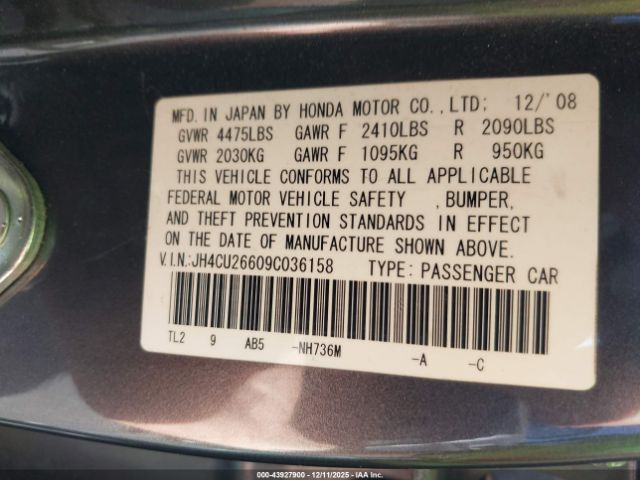 MFD. IN JAPAN BY HONDA MOTOR CO., LTD; 12/'08
GVWR 4475LBS GAWR F 2410LBS R 2090LBS
GVWR 2030KG GAWR F 1095KG R 950KG
THIS VEHICLE CONFORMS TO ALL APPLICABLE
FEDERAL MOTOR VEHICLE SAFETY , BUMPER,
AND THEFT PREVENTION STANDARDS IN EFFECT
ON THE DATE OF MANUFACTURE SHOWN ABOVE.
V.I.N:JH4CU26609C036158 TYPE: PASSENGER CAR
TL2 9 AB5 -NH736M -A -C
000-43927900 - 12/11/2025 - IAA Inc.